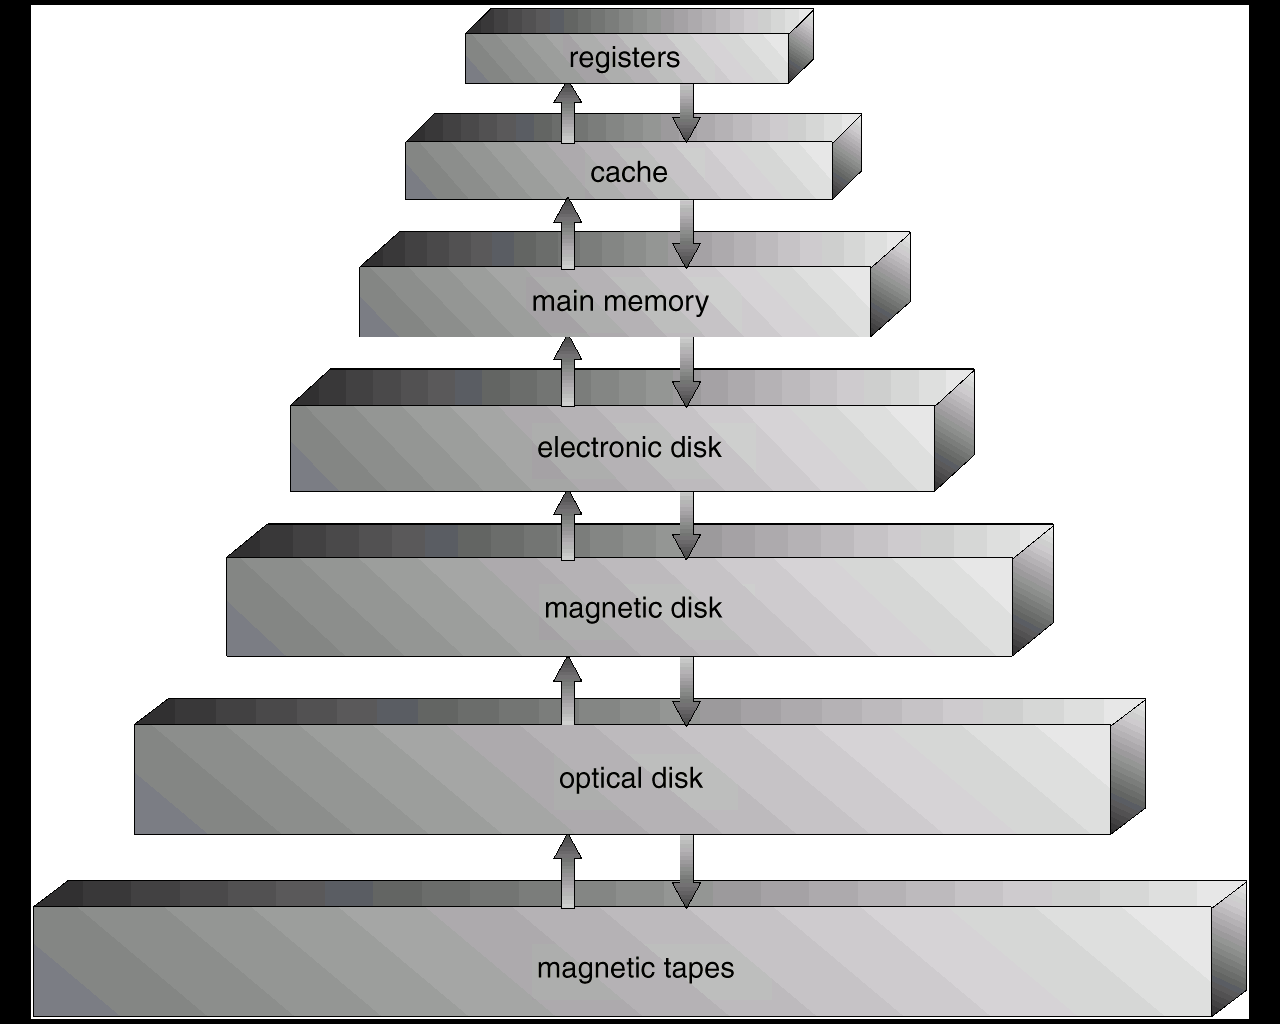 registers
cache
main memory
electronic disk
magnetic disk
optical disk
magnetic tapes